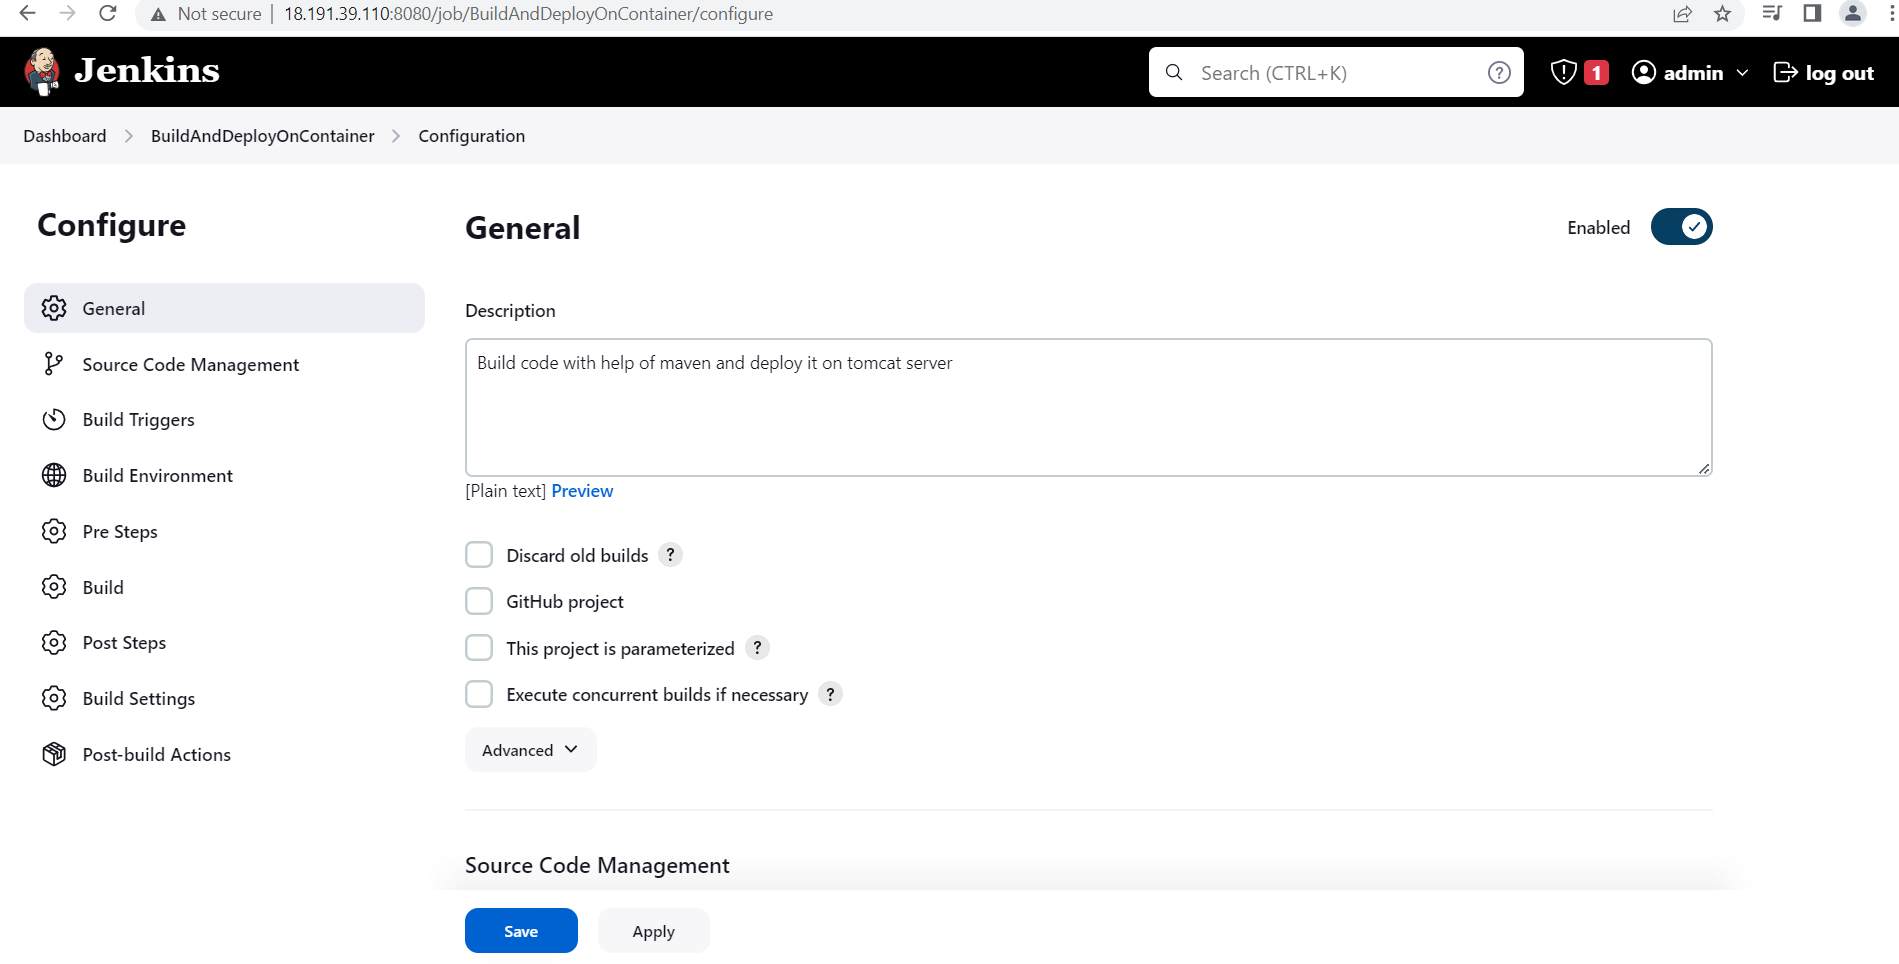 Not secure | 18.191.39.110:8080/job/BuildAndDeployOnContainer/configure
Jenkins
Search (CTRL+K)
?
1
admin
log out
Dashboard
BuildAndDeployOnContainer
Configuration
Configure
General
Source Code Management
Build Triggers
Build Environment
Pre Steps
Build
Post Steps
Build Settings
Post-build Actions
General
Enabled
Description
Build code with help of maven and deploy it on tomcat server
[Plain text] Preview
Discard old builds ?
GitHub project
This project is parameterized ?
Execute concurrent builds if necessary ?
Advanced
Source Code Management
Save
Apply